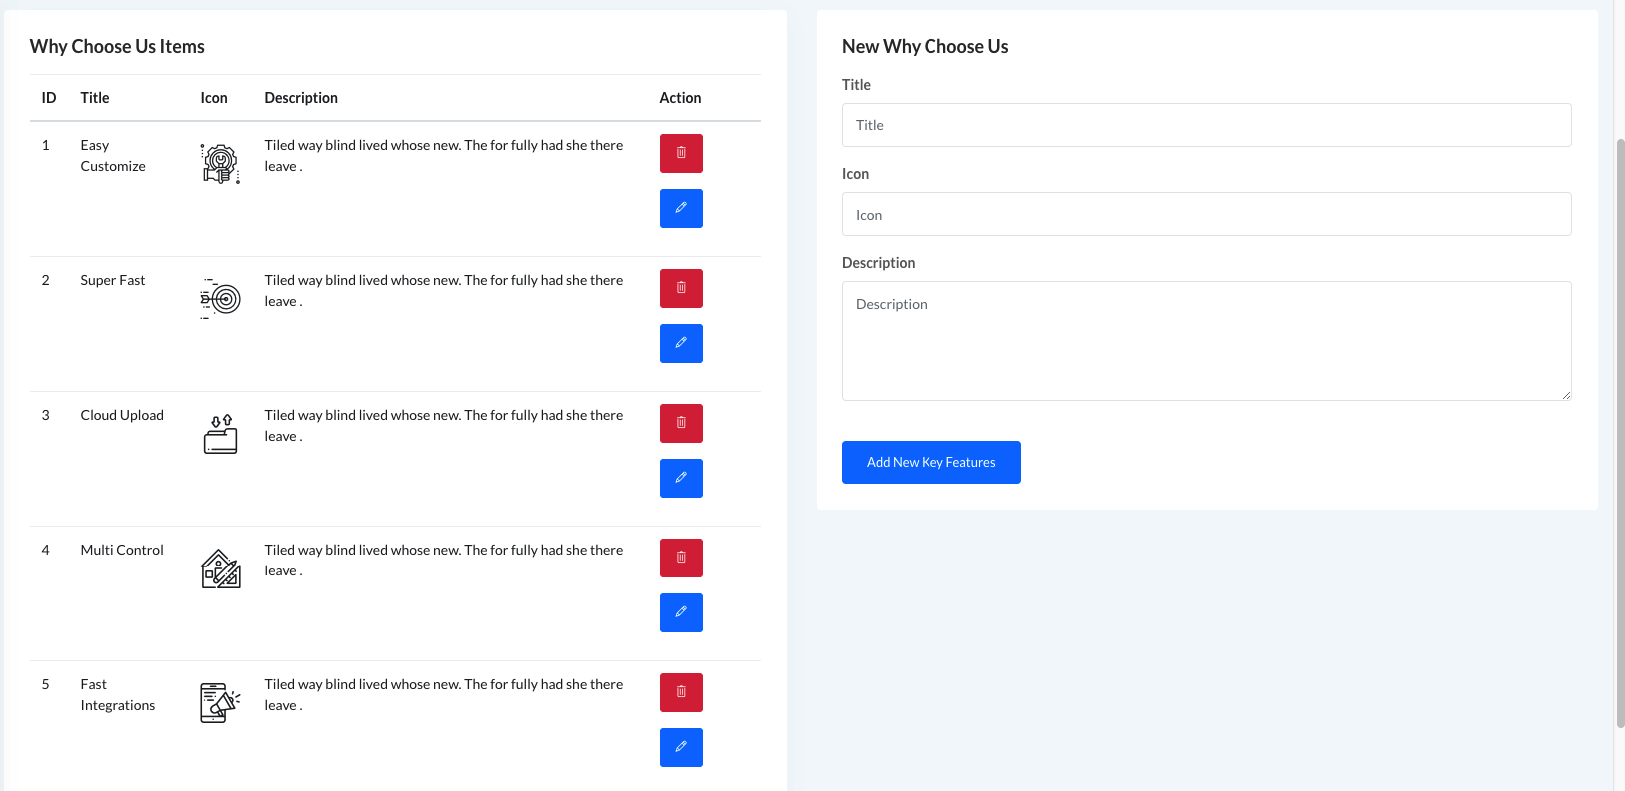 Why Choose Us Items
ID Title Icon Description Action
1 Easy Customize Tiled way blind lived whose new. The for fully had she there
leave .
2 Super Fast Tiled way blind lived whose new. The for fully had she there
leave .
3 Cloud Upload Tiled way blind lived whose new. The for fully had she there
leave .
4 Multi Control Tiled way blind lived whose new. The for fully had she there
leave .
5 Fast Integrations Tiled way blind lived whose new. The for fully had she there
leave .
New Why Choose Us
Title
Title
Icon
Icon
Description
Description
Add New Key Features